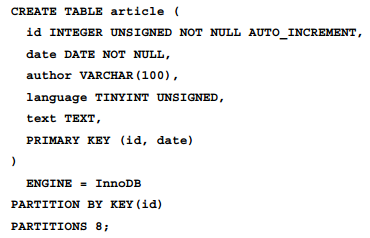 CREATE TABLE article (
id INTEGER UNSIGNED NOT NULL AUTO_INCREMENT,
date DATE NOT NULL,
author VARCHAR(100),
language TINYINT UNSIGNED,
text TEXT,
PRIMARY KEY (id, date)
)
ENGINE = InnoDB
PARTITION BY KEY(id)
PARTITIONS 8;